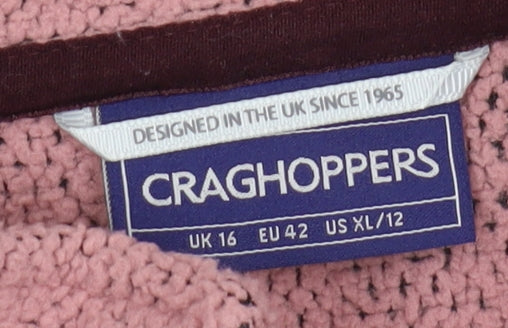 DESIGNED IN THE UK SINCE 1965
CRAGHOPPERS
UK 16 EU 42 US XL/12